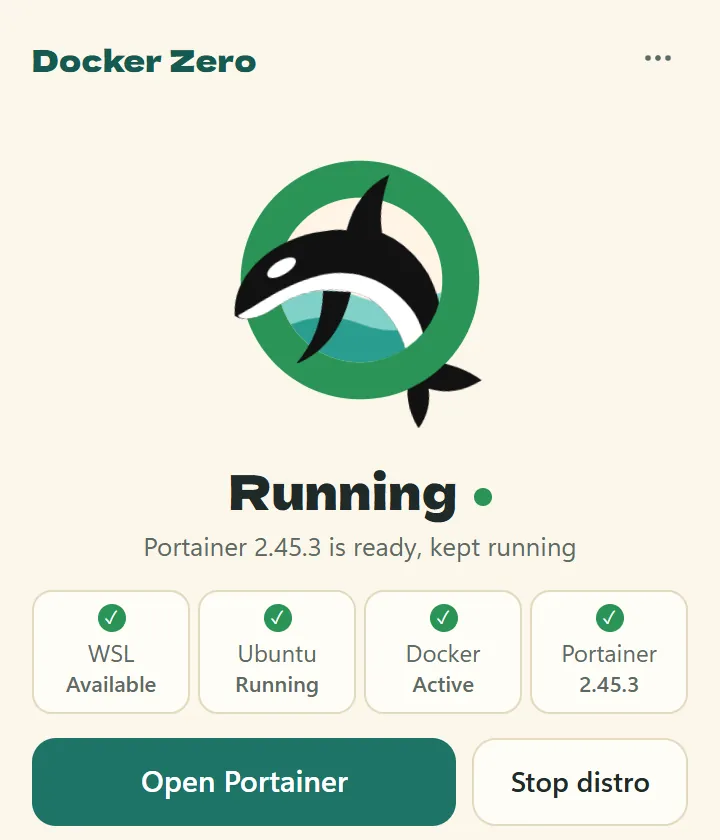 Docker Zero
Running
Portainer 2.45.3 is ready, kept running
WSL
Available
Ubuntu
Running
Docker
Active
Portainer
2.45.3
Open Portainer
Stop distro